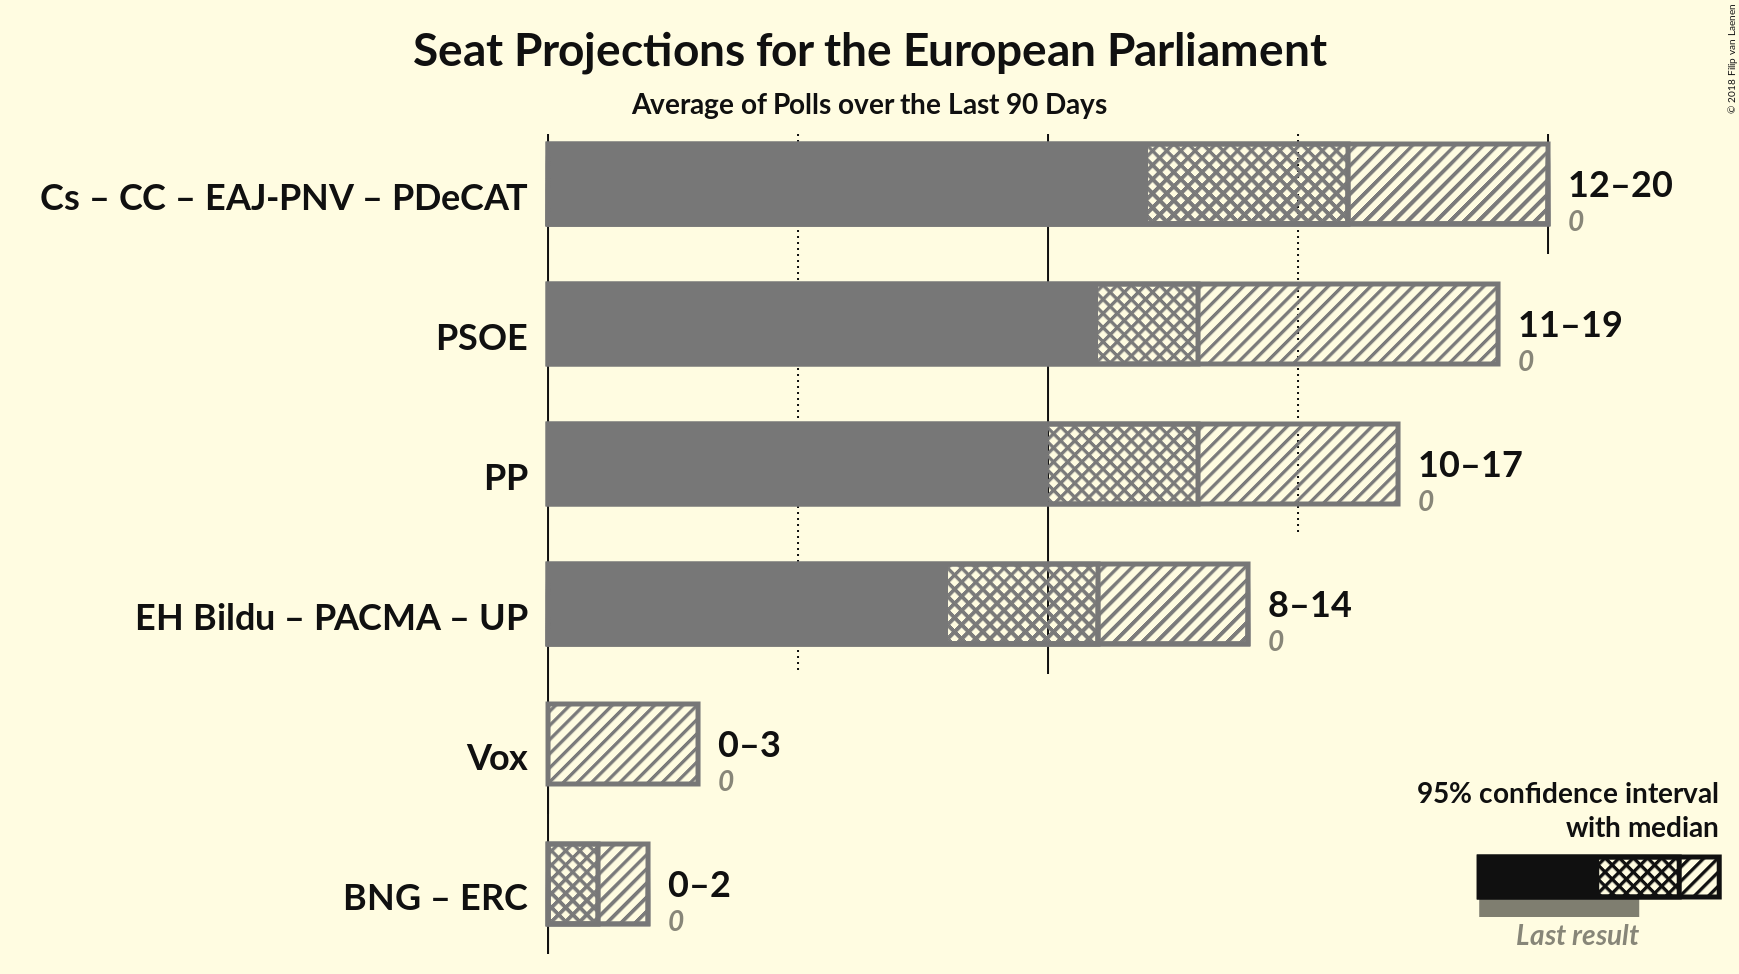 Seat Projections for the European Parliament
Average of Polls over the Last 90 Days
© 2018 Filip van Laenen
Cs – CC – EAJ-PNV – PDeCAT
12–20
0
PSOE
11–19
0
PP
10–17
0
EH Bildu – PACMA – UP
8–14
0
Vox
0–3
0
BNG – ERC
0–2
0
95% confidence interval
with median
Last result